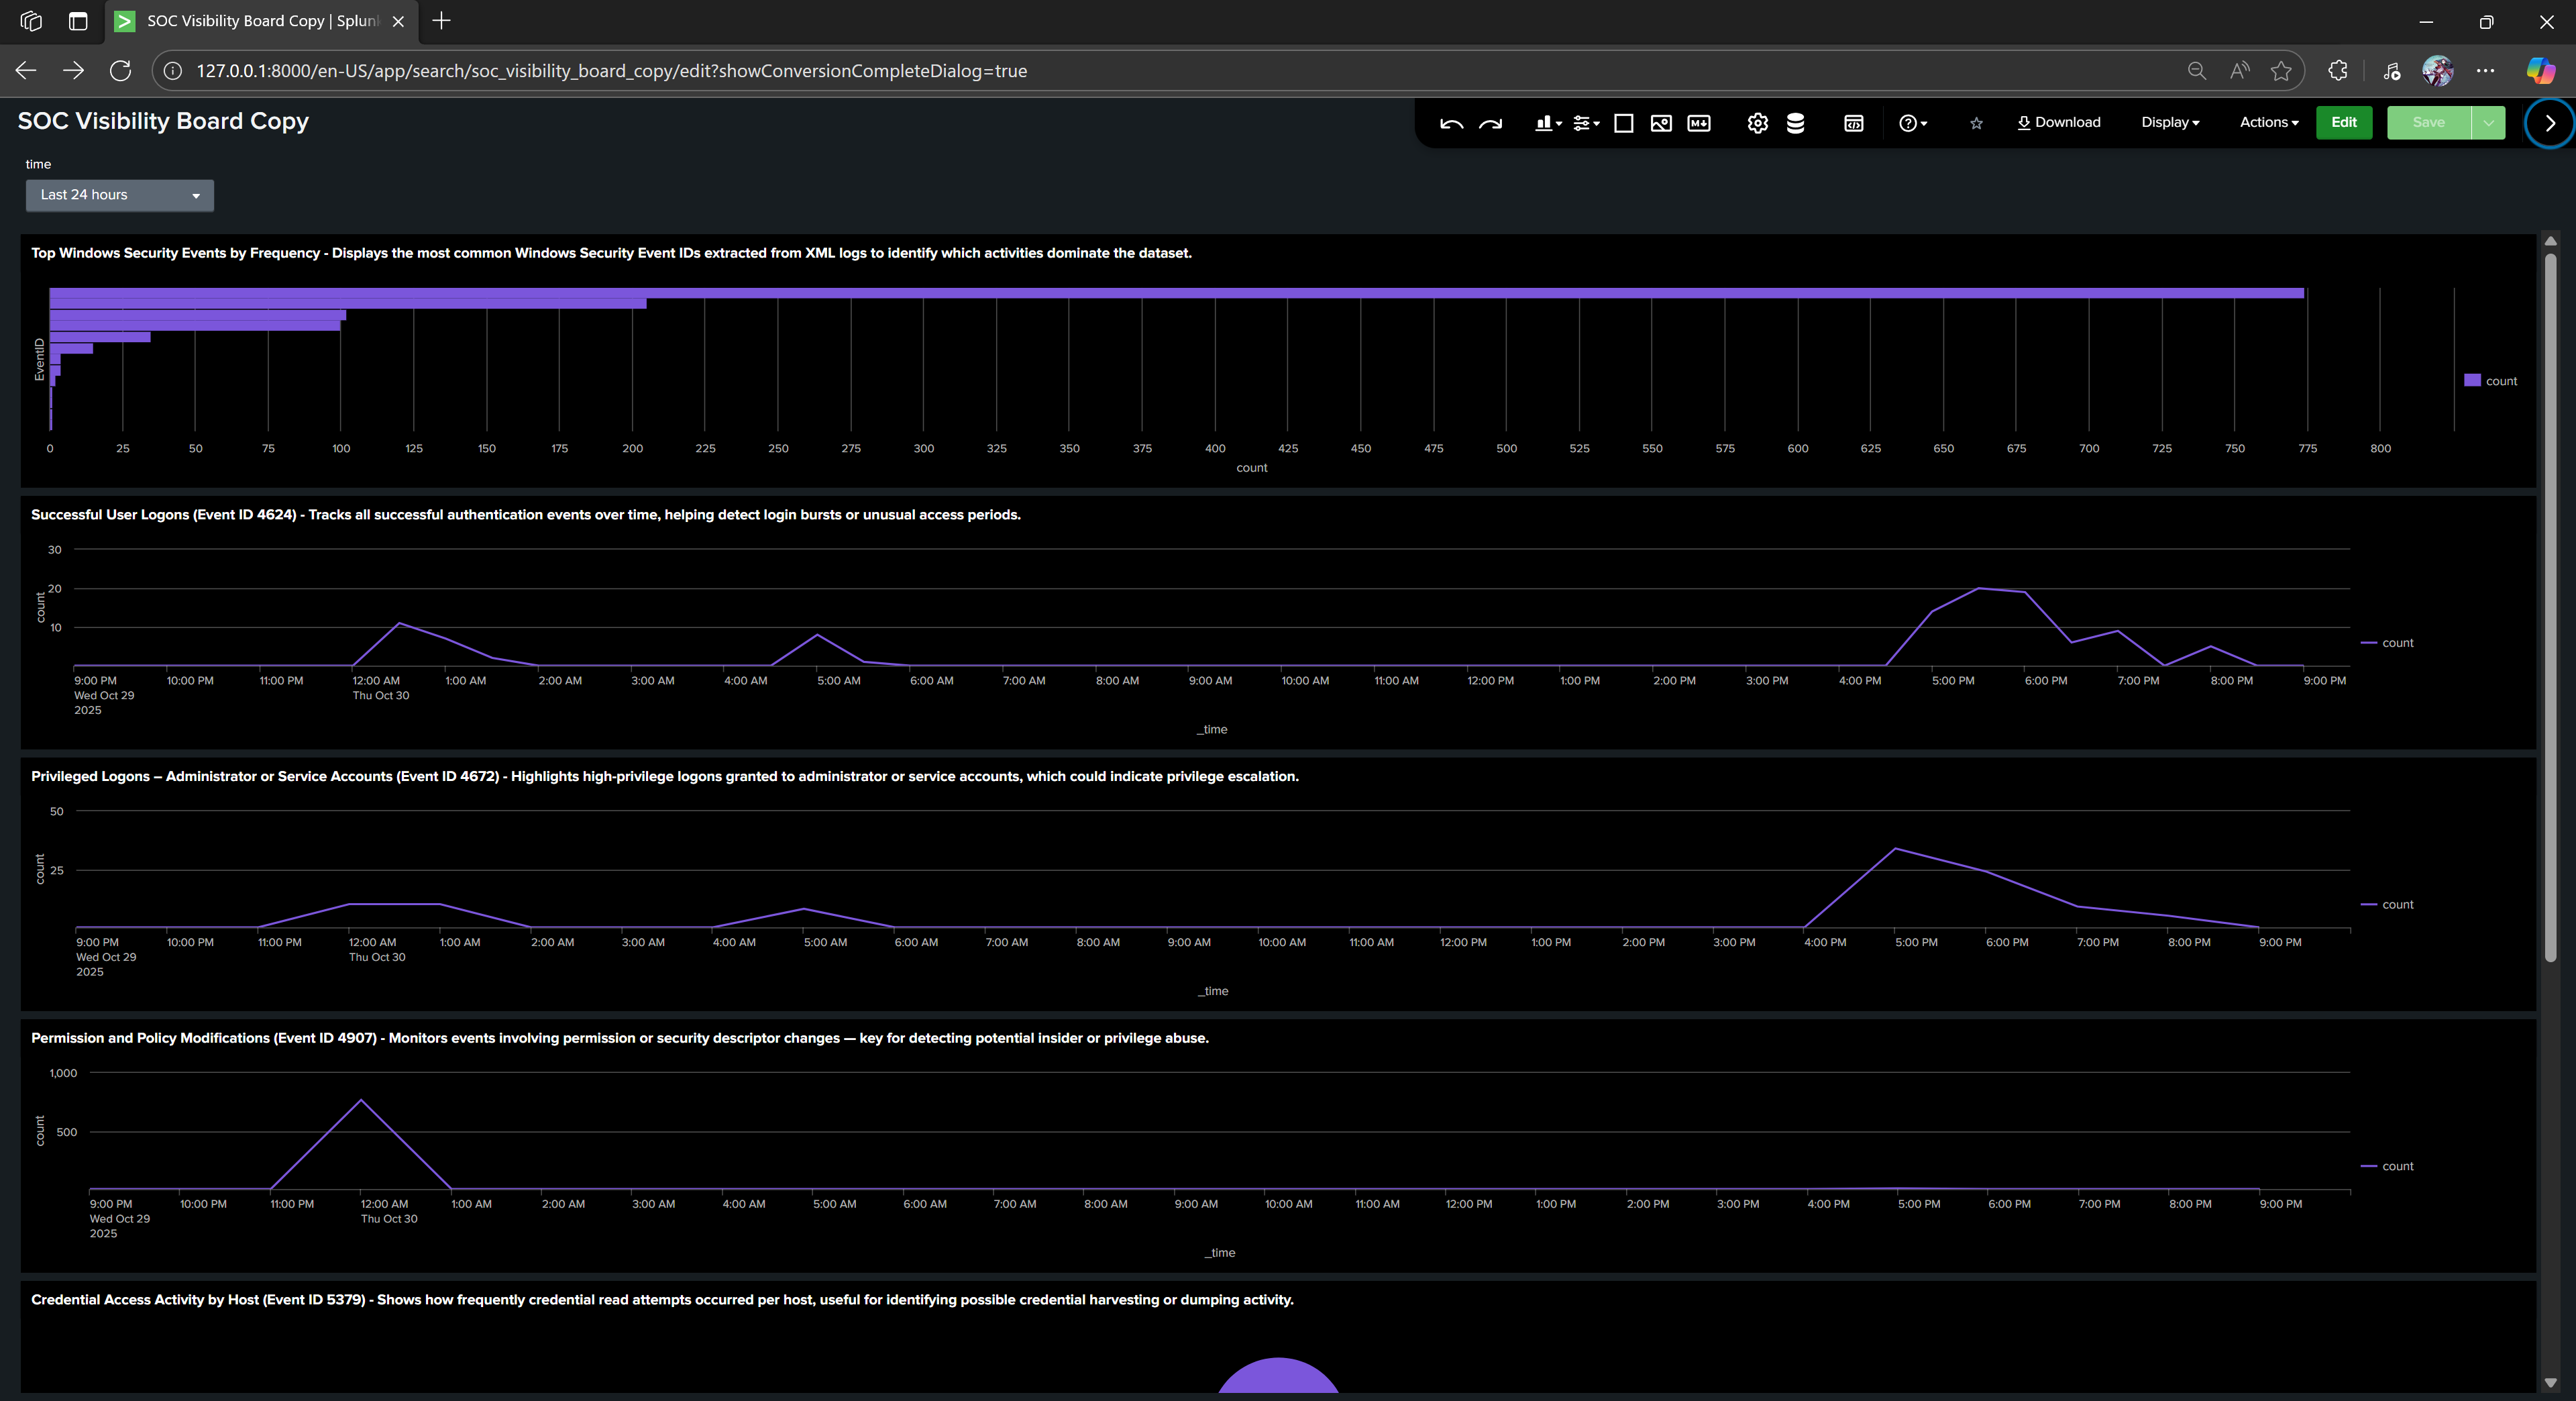 SOC Visibility Board Copy | Splun
127.0.0.1:8000/en-US/app/search/soc_visibility_board_copy/edit?showConversionCompleteDialog=true
SOC Visibility Board Copy
Download Display Actions Edit Save
time
Last 24 hours
Top Windows Security Events by Frequency - Displays the most common Windows Security Event IDs extracted from XML logs to identify which activities dominate the dataset.
EventID
count
0 25 50 75 100 125 150 175 200 225 250 275 300 325 350 375 400 425 450 475 500 525 550 575 600 625 650 675 700 725 750 775 800
count
Successful User Logons (Event ID 4624) - Tracks all successful authentication events over time, helping detect login bursts or unusual access periods.
30
20
10
count
count
9:00 PM 10:00 PM 11:00 PM 12:00 AM 1:00 AM 2:00 AM 3:00 AM 4:00 AM 5:00 AM 6:00 AM 7:00 AM 8:00 AM 9:00 AM 10:00 AM 11:00 AM 12:00 PM 1:00 PM 2:00 PM 3:00 PM 4:00 PM 5:00 PM 6:00 PM 7:00 PM 8:00 PM 9:00 PM
Wed Oct 29 Thu Oct 30
2025
_time
Privileged Logons – Administrator or Service Accounts (Event ID 4672) - Highlights high-privilege logons granted to administrator or service accounts, which could indicate privilege escalation.
50
25
count
count
9:00 PM 10:00 PM 11:00 PM 12:00 AM 1:00 AM 2:00 AM 3:00 AM 4:00 AM 5:00 AM 6:00 AM 7:00 AM 8:00 AM 9:00 AM 10:00 AM 11:00 AM 12:00 PM 1:00 PM 2:00 PM 3:00 PM 4:00 PM 5:00 PM 6:00 PM 7:00 PM 8:00 PM 9:00 PM
Wed Oct 29 Thu Oct 30
2025
_time
Permission and Policy Modifications (Event ID 4907) - Monitors events involving permission or security descriptor changes — key for detecting potential insider or privilege abuse.
1,000
500
count
count
9:00 PM 10:00 PM 11:00 PM 12:00 AM 1:00 AM 2:00 AM 3:00 AM 4:00 AM 5:00 AM 6:00 AM 7:00 AM 8:00 AM 9:00 AM 10:00 AM 11:00 AM 12:00 PM 1:00 PM 2:00 PM 3:00 PM 4:00 PM 5:00 PM 6:00 PM 7:00 PM 8:00 PM 9:00 PM
Wed Oct 29 Thu Oct 30
2025
_time
Credential Access Activity by Host (Event ID 5379) - Shows how frequently credential read attempts occurred per host, useful for identifying possible credential harvesting or dumping activity.